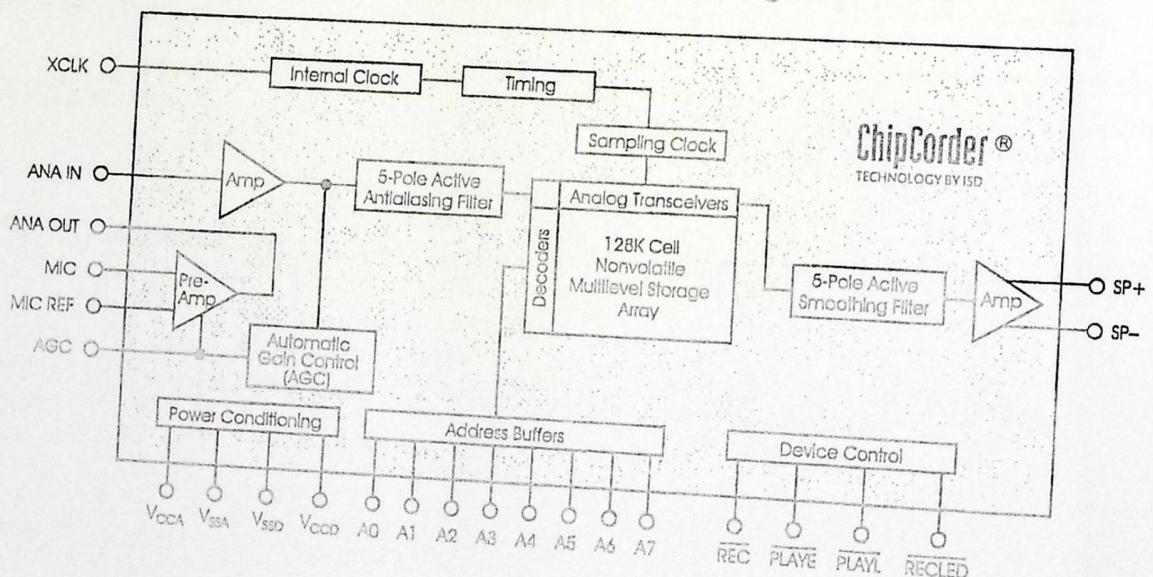 XCLK
Internal Clock
Timing
Sampling Clock
ChipCorder ®
TECHNOLOGY BY ISD
ANA IN
Amp
5-Pole Active
Antialiasing Filter
Analog Transceivers
Decoders
128K Cell
Nonvolatile
Multilevel Storage
Array
ANA OUT
MIC
MIC REF
Pre-
Amp
AGC
Automatic
Gain Control
(AGC)
5-Pole Active
Smoothing Filter
Amp
SP+
SP–
Power Conditioning
Address Buffers
Device Control
VCCA VSSA VSSD VCCD A0 A1 A2 A3 A4 A5 A6 A7 REC PLAYE PLAYL RECLED